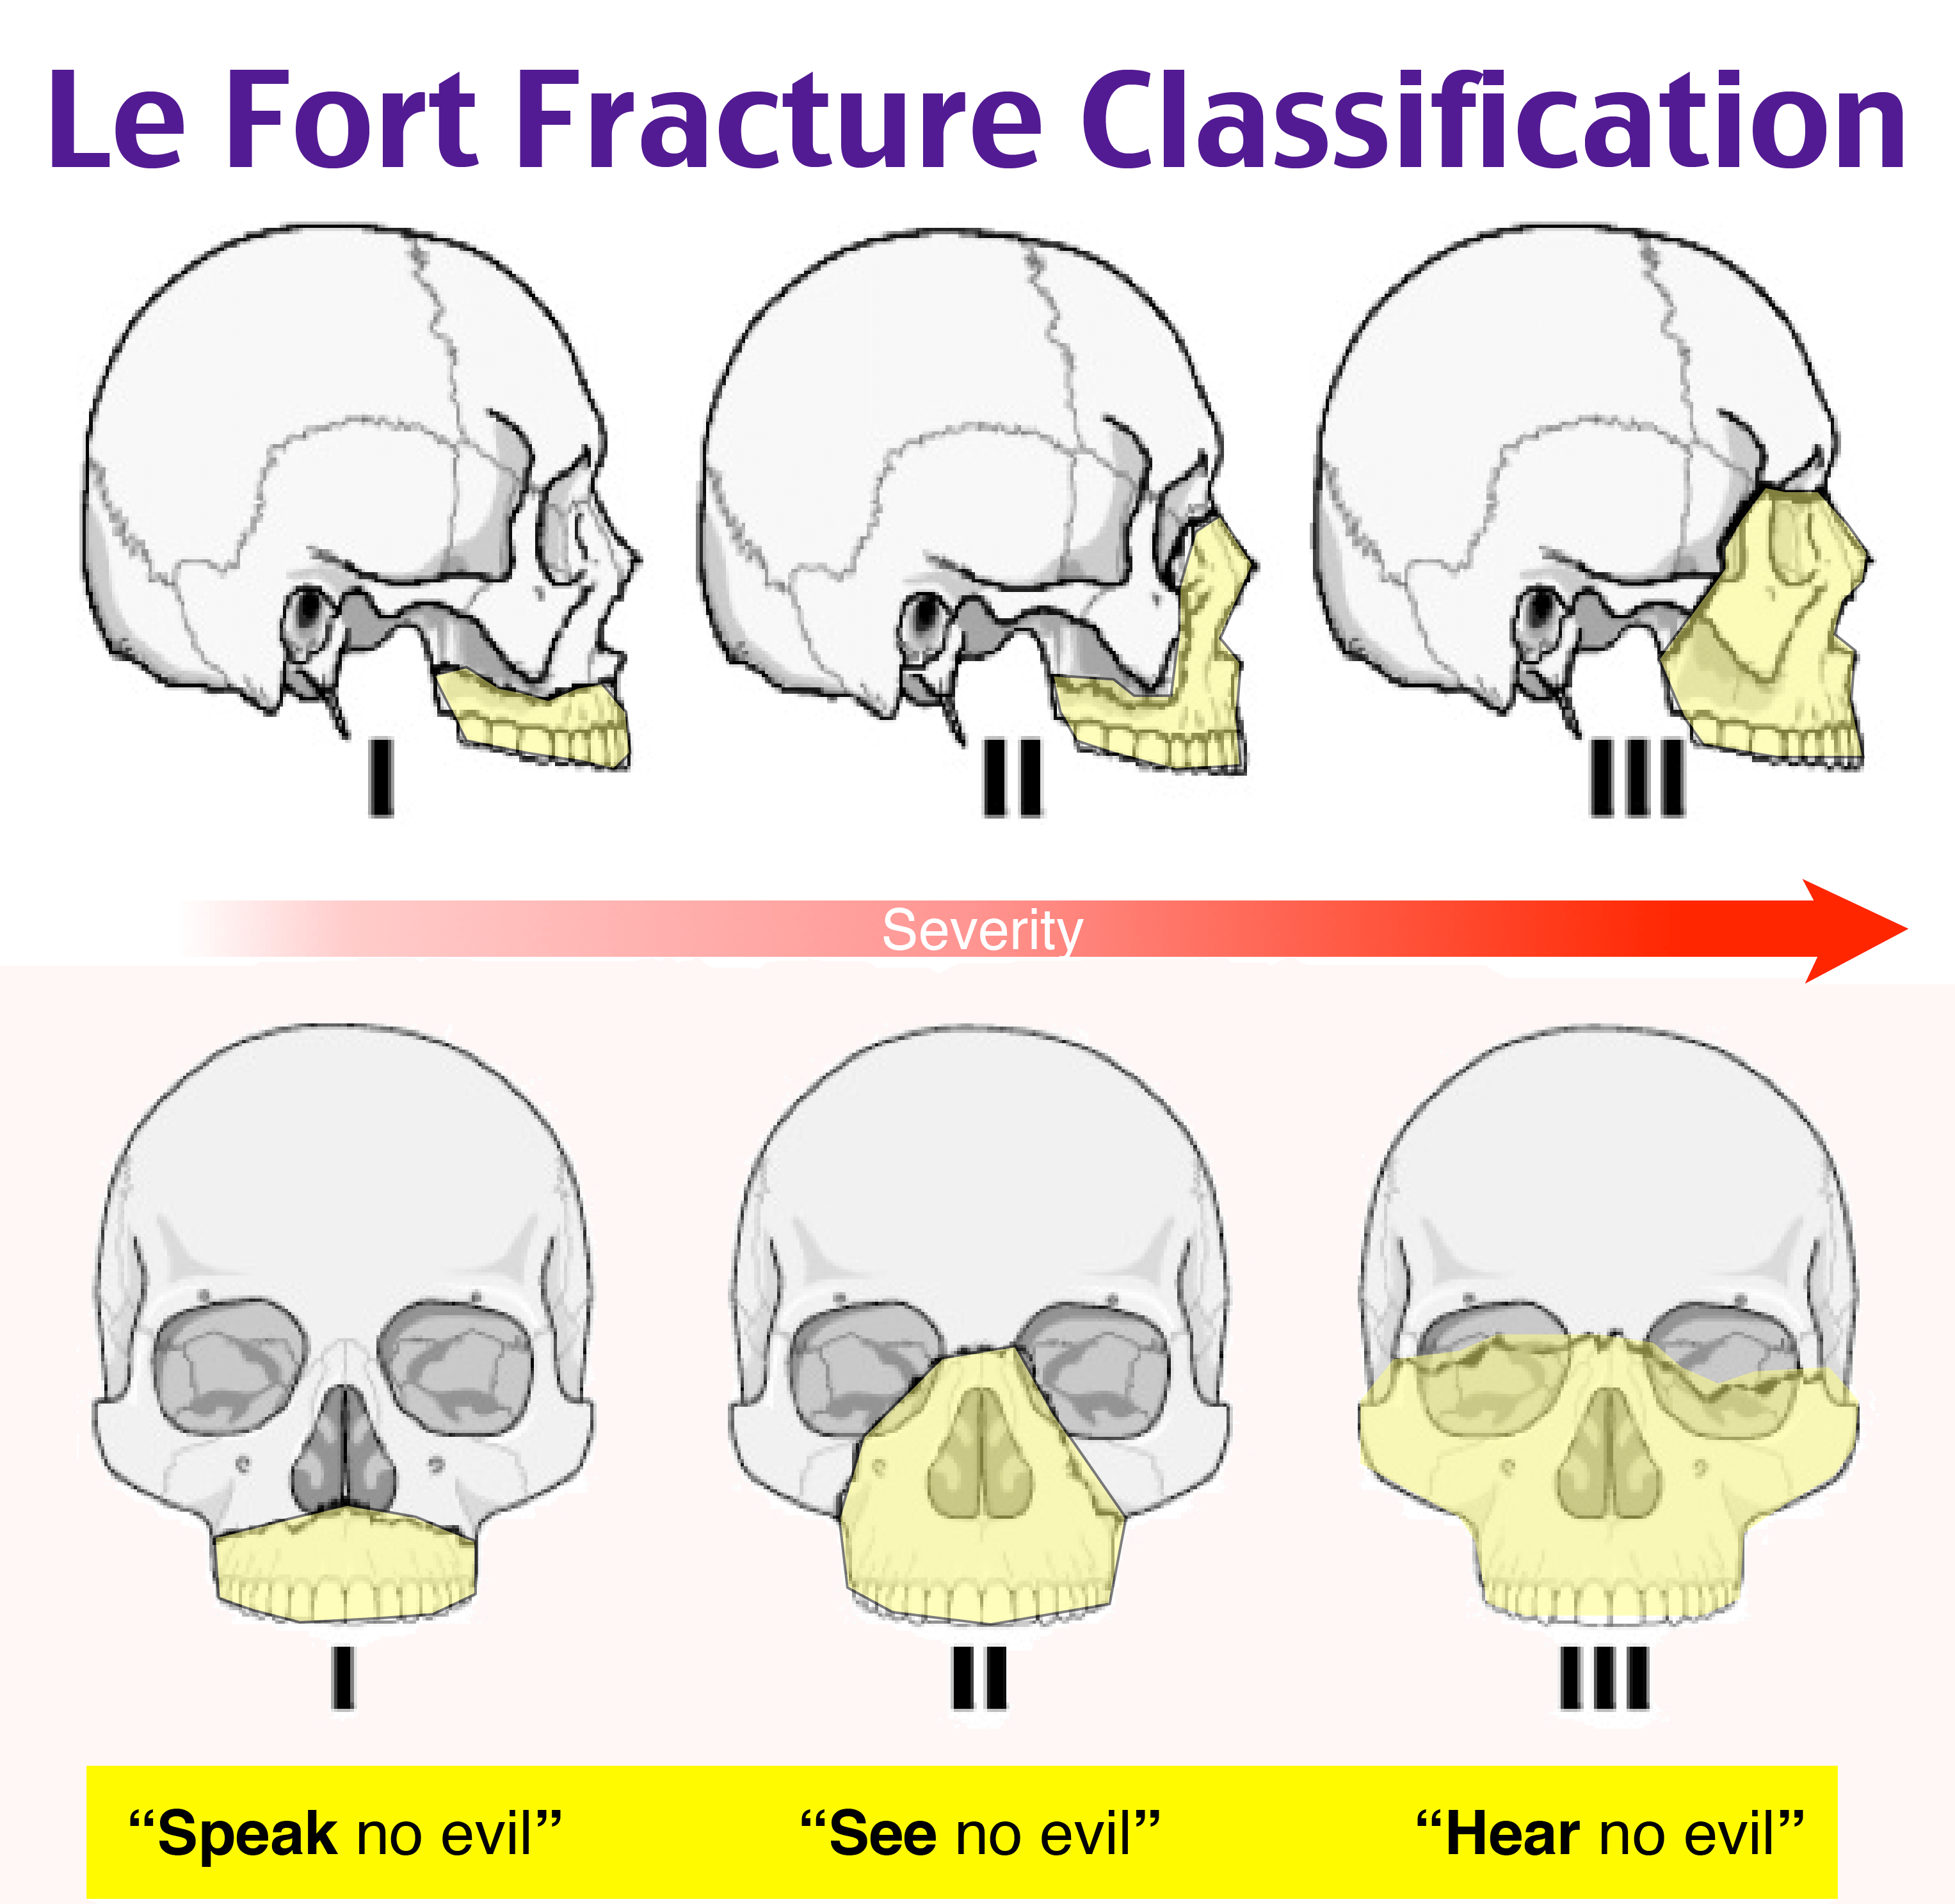 Le Fort Fracture Classification
I II III
Severity
I II III
“Speak no evil” “See no evil” “Hear no evil”